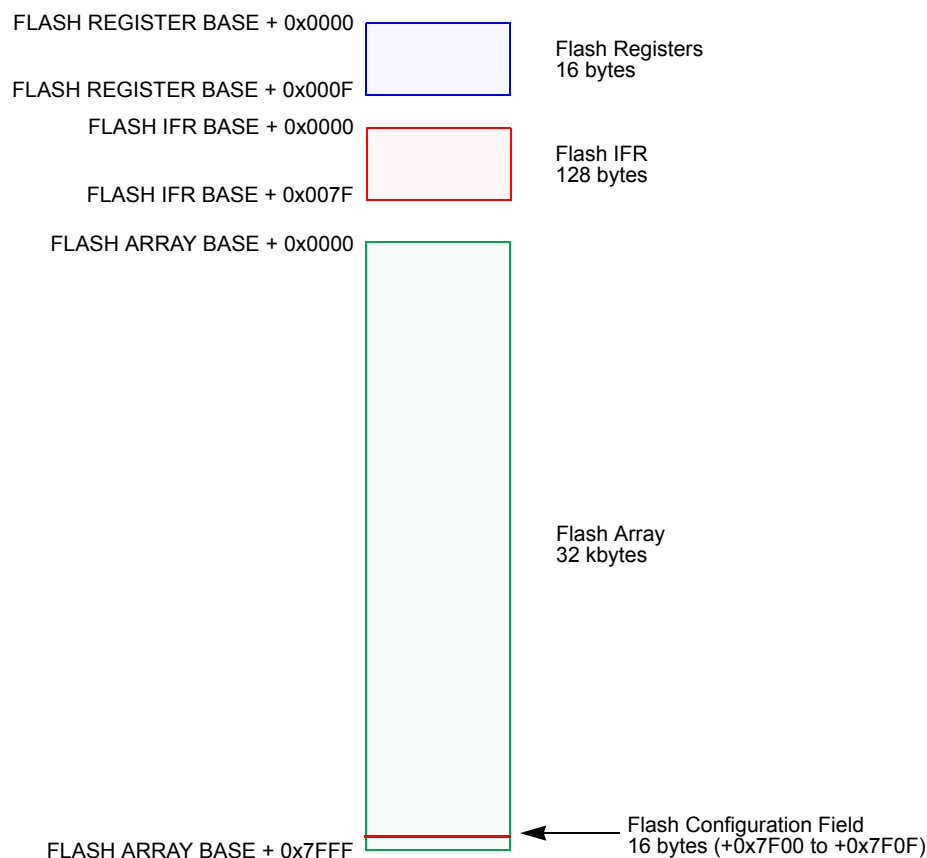 FLASH REGISTER BASE + 0x0000
Flash Registers
16 bytes
FLASH REGISTER BASE + 0x000F
FLASH IFR BASE + 0x0000
Flash IFR
128 bytes
FLASH IFR BASE + 0x007F
FLASH ARRAY BASE + 0x0000
Flash Array
32 kbytes
Flash Configuration Field
16 bytes (+0x7F00 to +0x7F0F)
FLASH ARRAY BASE + 0x7FFF